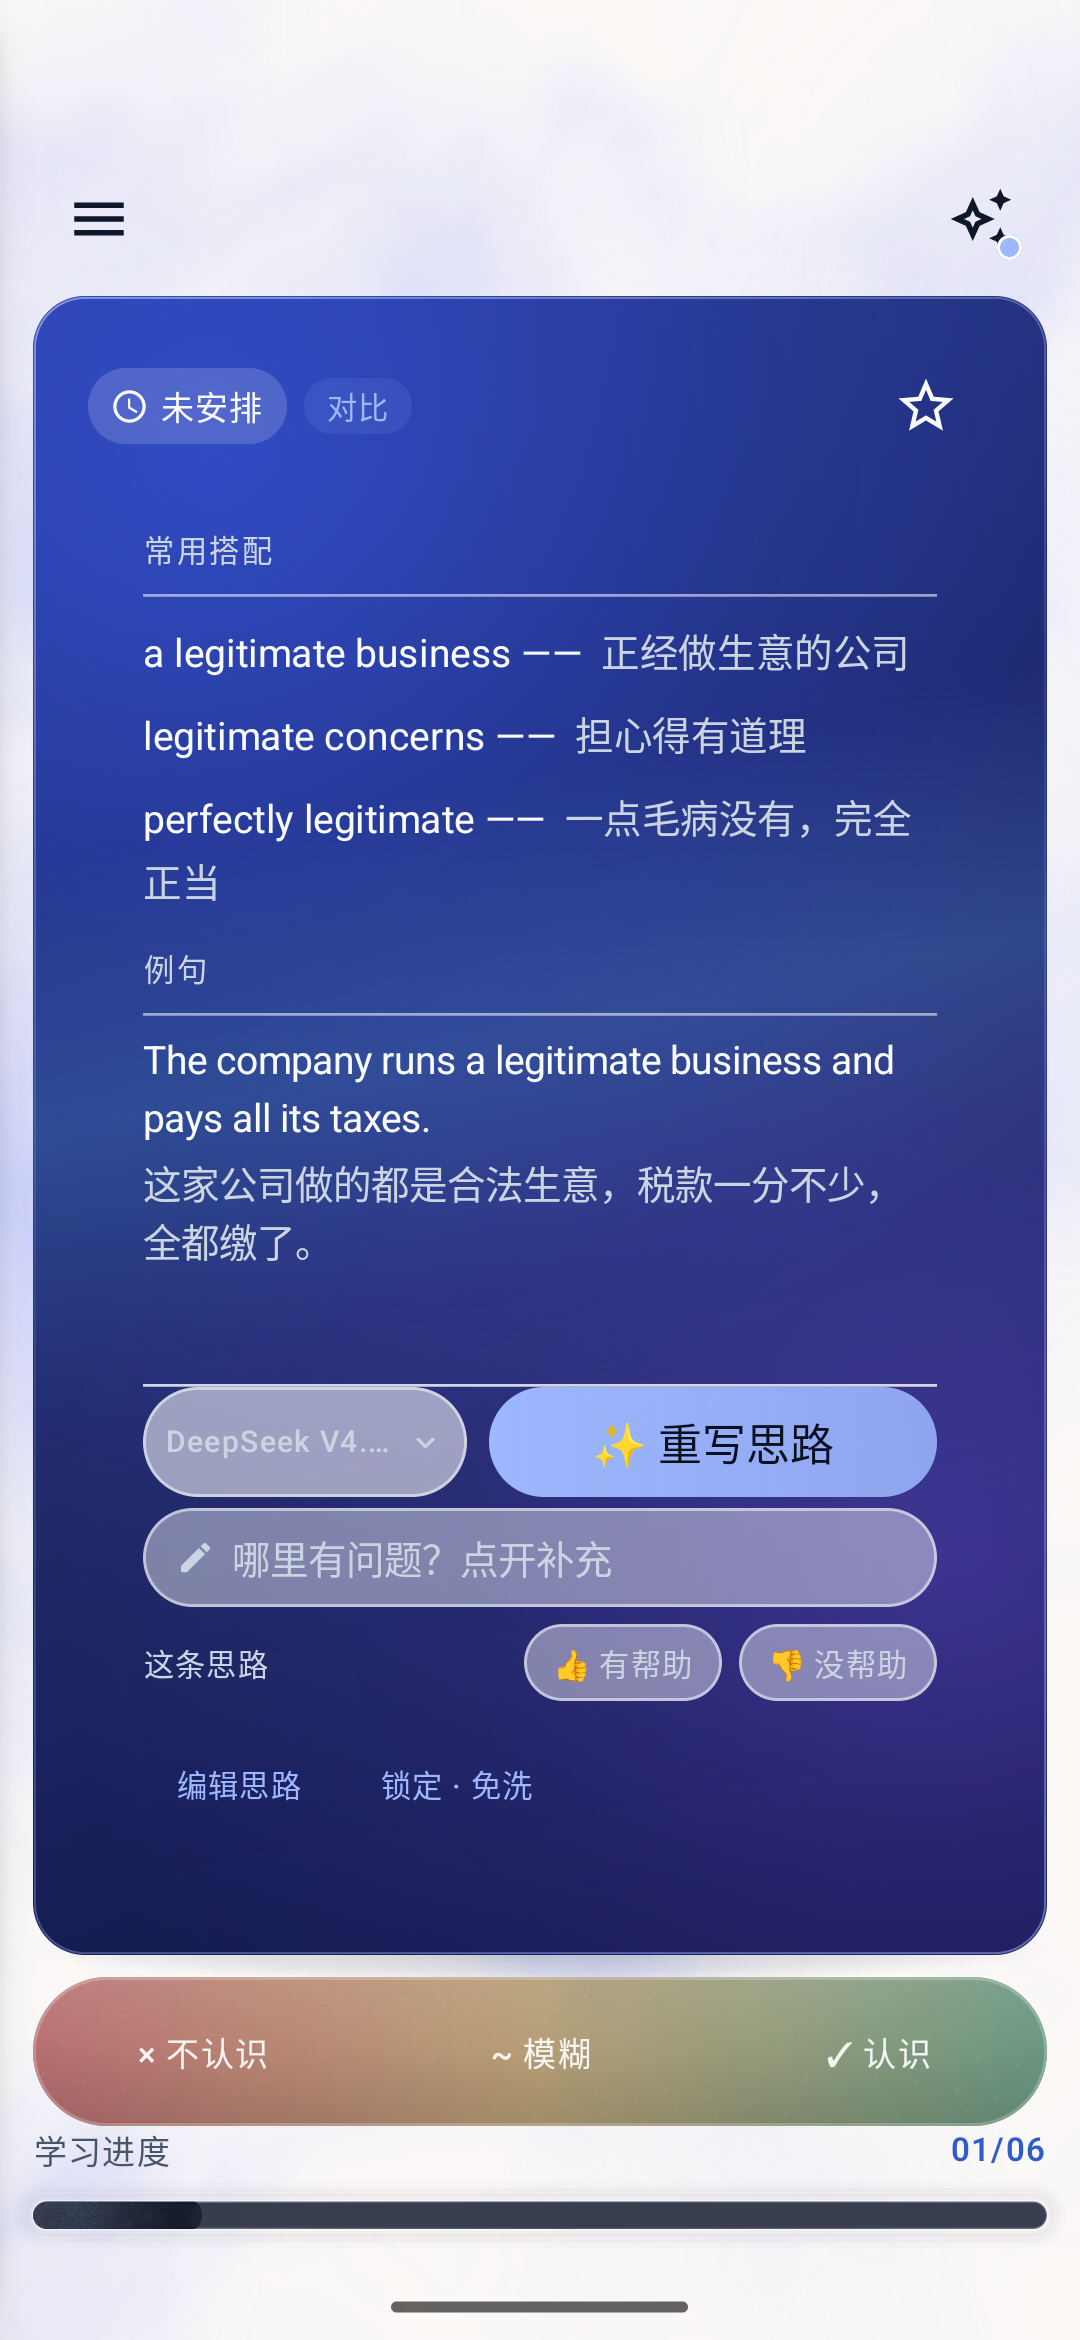 未安排
对比
常用搭配
a legitimate business —— 正经做生意的公司
legitimate concerns —— 担心得有道理
perfectly legitimate —— 一点毛病没有，完全
正当
例句
The company runs a legitimate business and
pays all its taxes.
这家公司做的都是合法生意，税款一分不少，
全都缴了。
DeepSeek V4.…
✨ 重写思路
哪里有问题？点开补充
这条思路
👍 有帮助
👎 没帮助
编辑思路
锁定 · 免洗
× 不认识
~ 模糊
✓ 认识
学习进度
01/06